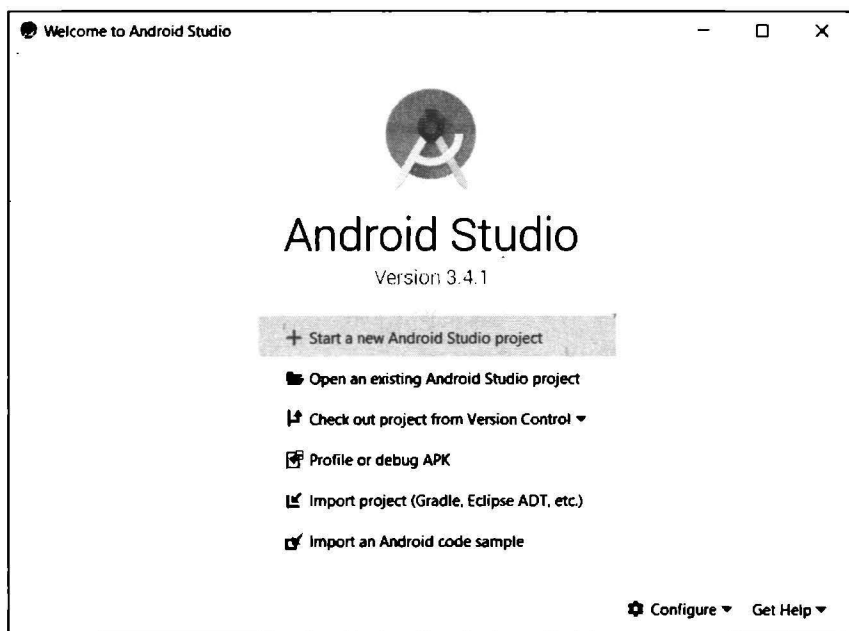 Welcome to Android Studio
Android Studio
Version 3.4.1
+ Start a new Android Studio project
Open an existing Android Studio project
Check out project from Version Control
Profile or debug APK
Import project (Gradle, Eclipse ADT, etc.)
Import an Android code sample
Configure Get Help